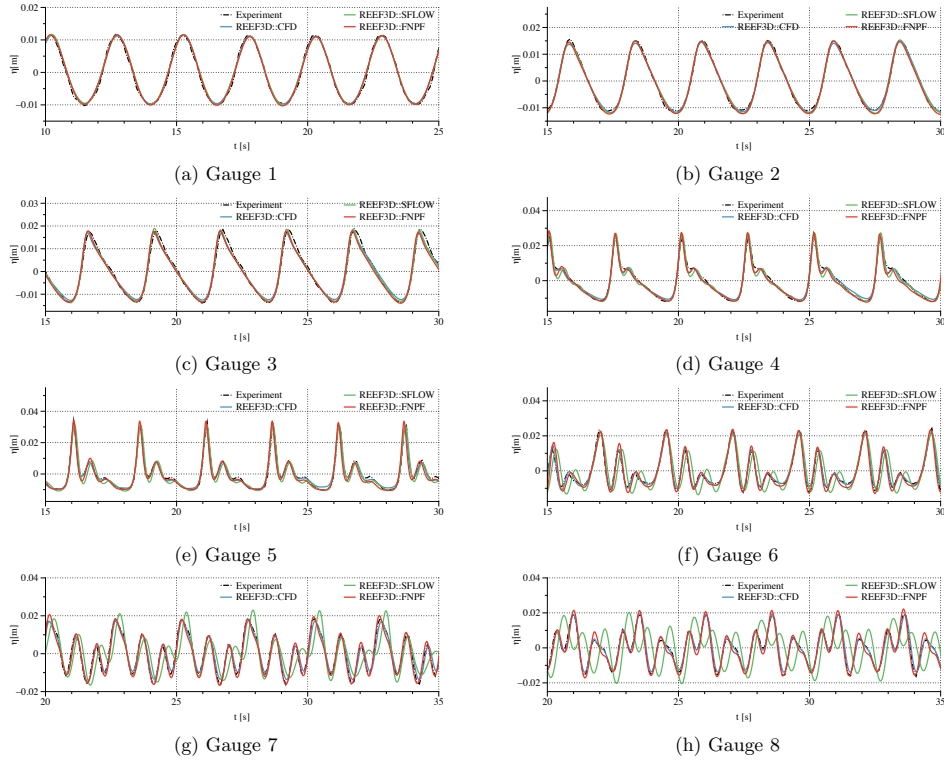 0.02
Experiment REEF3D::SFLOW
REEF3D::CFD REEF3D::FNPF
0.01
η[m]
0
−0.01
10 15 20 25
t [s]
(a) Gauge 1
0.02
Experiment REEF3D::SFLOW
REEF3D::CFD REEF3D::FNPF
0.01
η[m]
0
−0.01
15 20 25 30
t [s]
(b) Gauge 2
0.03
Experiment REEF3D::SFLOW
REEF3D::CFD REEF3D::FNPF
0.02
0.01
η[m]
0
−0.01
15 20 25 30
t [s]
(c) Gauge 3
0.04
Experiment REEF3D::SFLOW
REEF3D::CFD REEF3D::FNPF
0.02
η[m]
0
15 20 25 30
t [s]
(d) Gauge 4
0.04
Experiment REEF3D::SFLOW
REEF3D::CFD REEF3D::FNPF
0.02
η[m]
0
15 20 25 30
t [s]
(e) Gauge 5
0.04
Experiment REEF3D::SFLOW
REEF3D::CFD REEF3D::FNPF
0.02
η[m]
0
15 20 25 30
t [s]
(f) Gauge 6
0.04
Experiment REEF3D::SFLOW
REEF3D::CFD REEF3D::FNPF
0.02
η[m]
0
−0.02
20 25 30 35
t [s]
(g) Gauge 7
0.04
Experiment REEF3D::SFLOW
REEF3D::CFD REEF3D::FNPF
0.02
η[m]
0
−0.02
20 25 30 35
t [s]
(h) Gauge 8